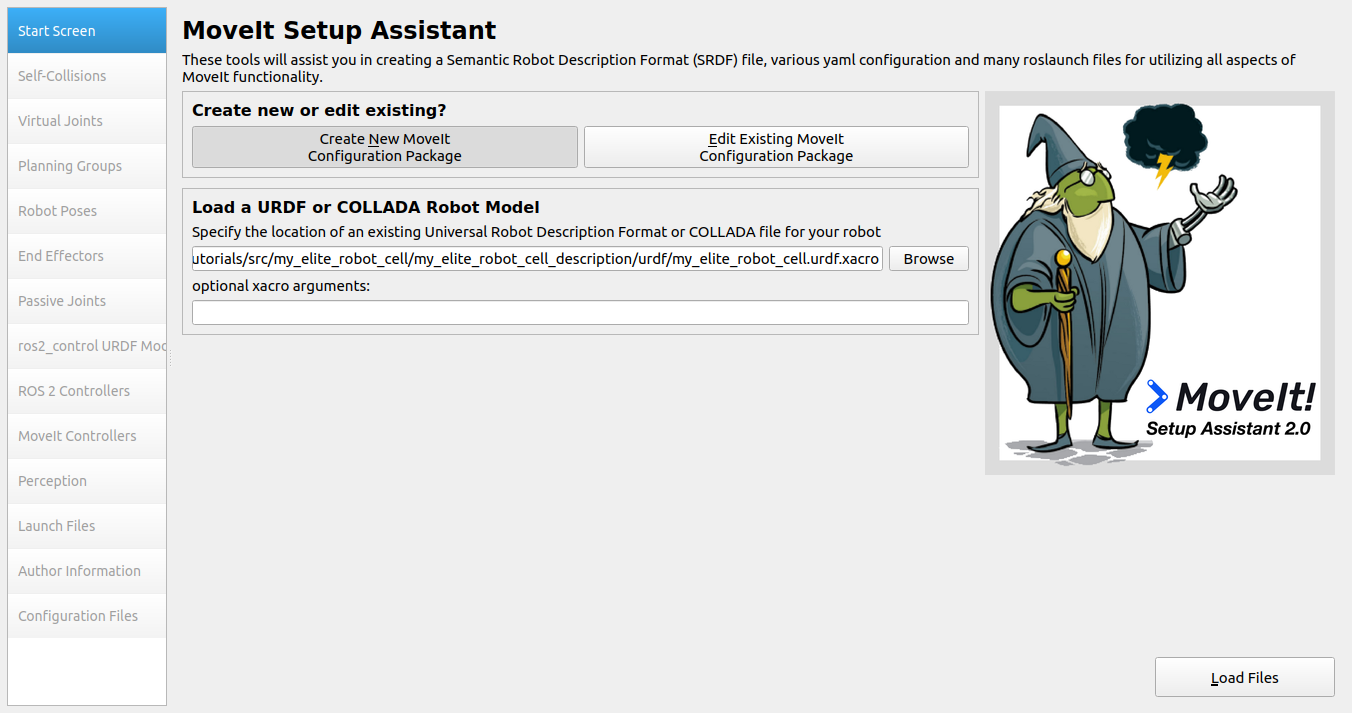 Start Screen
Self-Collisions
Virtual Joints
Planning Groups
Robot Poses
End Effectors
Passive Joints
ros2_control URDF Mod
ROS 2 Controllers
MoveIt Controllers
Perception
Launch Files
Author Information
Configuration Files
MoveIt Setup Assistant
These tools will assist you in creating a Semantic Robot Description Format (SRDF) file, various yaml configuration and many roslaunch files for utilizing all aspects of
MoveIt functionality.
Create new or edit existing?
Create New MoveIt
Configuration Package
Edit Existing MoveIt
Configuration Package
Load a URDF or COLLADA Robot Model
Specify the location of an existing Universal Robot Description Format or COLLADA file for your robot
utorials/src/my_elite_robot_cell/my_elite_robot_cell_description/urdf/my_elite_robot_cell.urdf.xacro
Browse
optional xacro arguments:
MoveIt!
Setup Assistant 2.0
Load Files